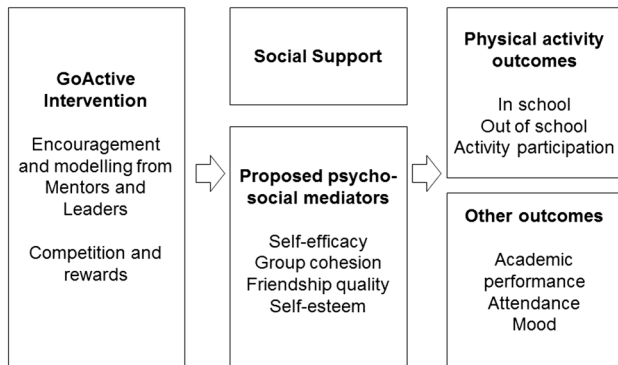 GoActive
Intervention
Encouragement
and modelling from
Mentors and
Leaders
Competition and
rewards
Social Support
Proposed psycho-
social mediators
Self-efficacy
Group cohesion
Friendship quality
Self-esteem
Physical activity
outcomes
In school
Out of school
Activity participation
Other outcomes
Academic
performance
Attendance
Mood